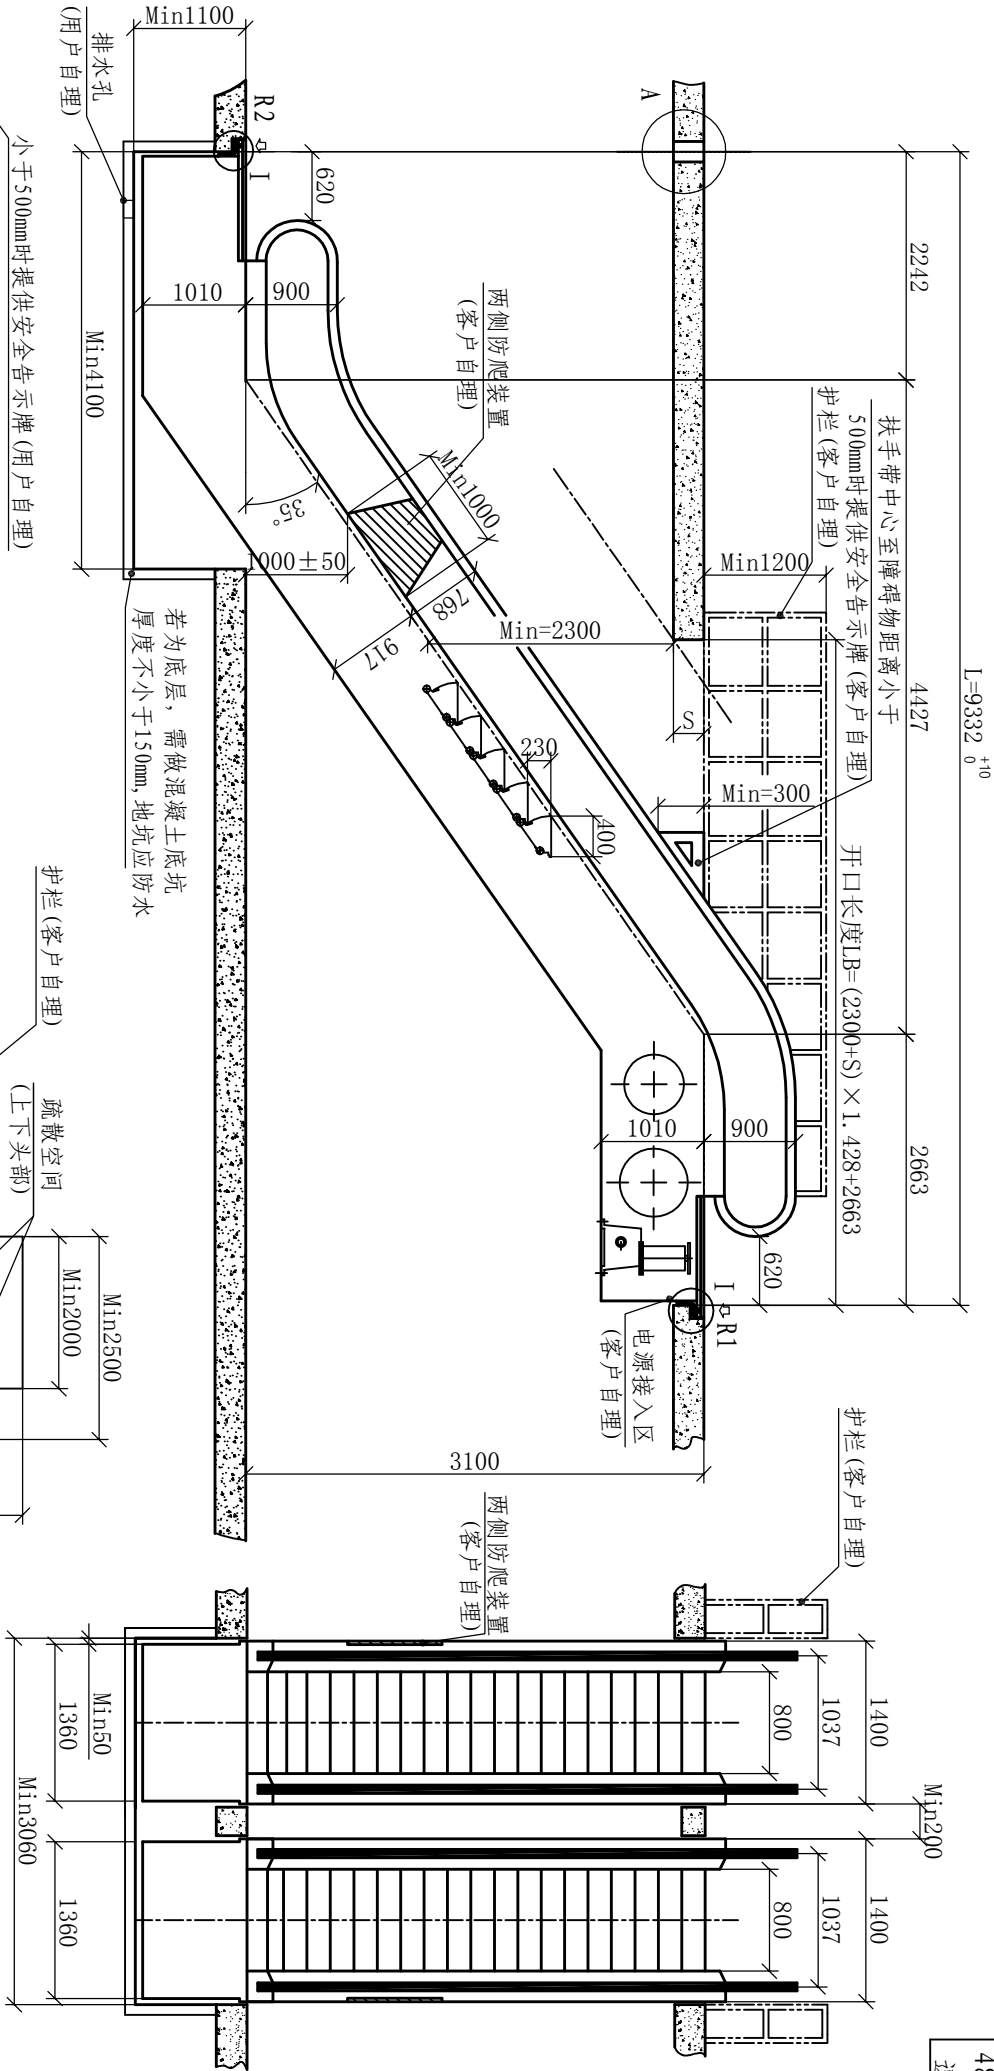 L=9332 +10 0
2242
4427
2663
扶手带中心至障碍物距离小于
500mm时提供安全告示牌(客户自理)
护栏(客户自理)
开口长度LB=(2300+S)×1.428+2663
Min1200
A
S
Min=300
Min=2300
900
1010
620
I
R1
电源接入区
(客户自理)
3100
两侧防爬装置
(客户自理)
Min1000
768
917
230
400
35°
1000±50
620
R2
I
900
1010
Min1100
排水孔
(用户自理)
Min4100
小于500mm时提供安全告示牌(用户自理)
若为底层，需做混凝土底坑
厚度不小于150mm,地坑应防水
护栏(客户自理)
疏散空间
(上下头部)
Min2000
Min2500
护栏(客户自理)
两侧防爬装置
(客户自理)
1400
1037
800
Min200
1400
1037
800
Min50
1360
1360
Min3060